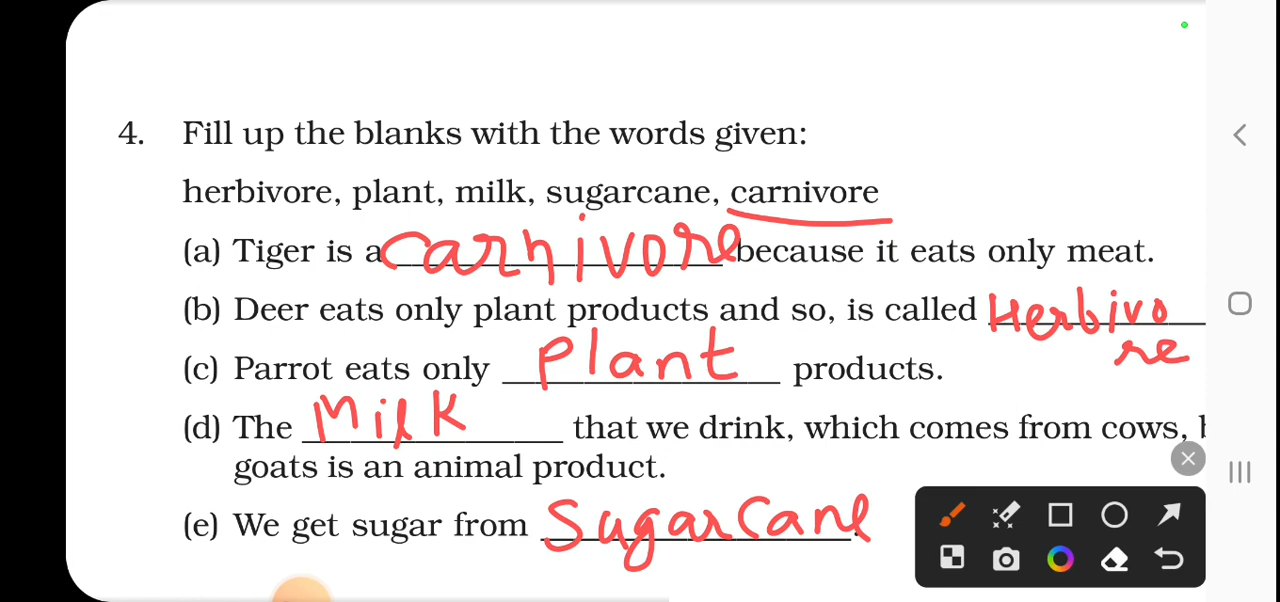 4. Fill up the blanks with the words given:
herbivore, plant, milk, sugarcane, carnivore
(a) Tiger is a carnivore because it eats only meat.
(b) Deer eats only plant products and so, is called Herbivo
re
(c) Parrot eats only plant products.
(d) The Milk that we drink, which comes from cows,
goats is an animal product.
(e) We get sugar from Sugarcane.